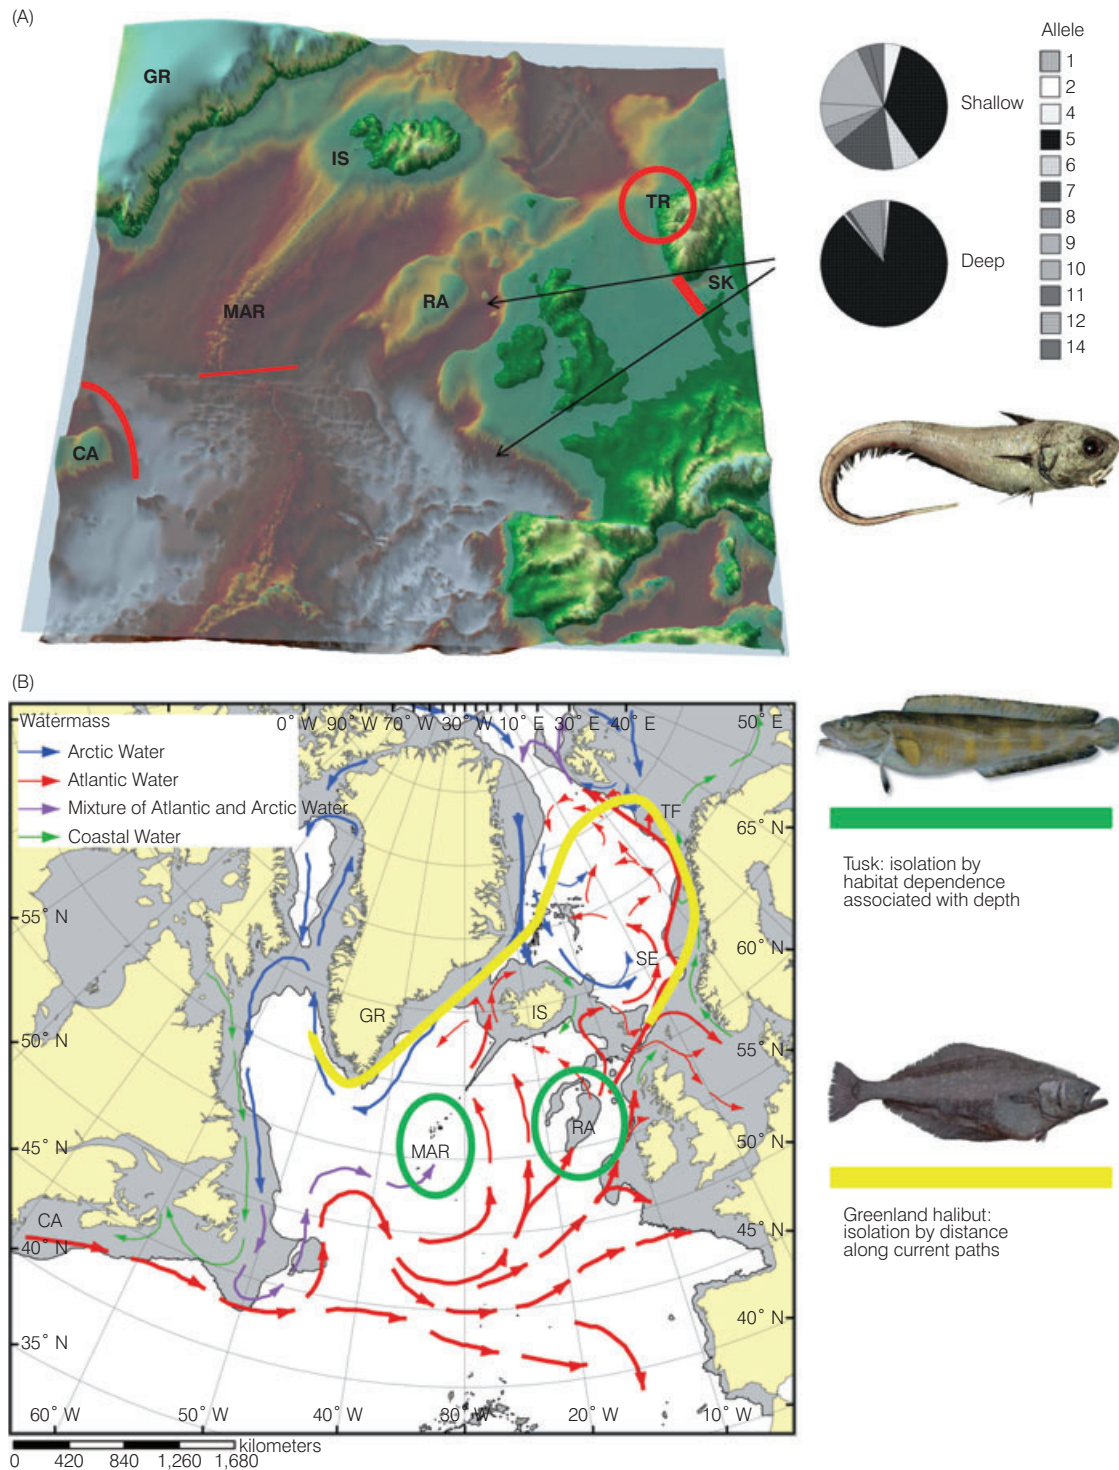 (A)
GR
IS
TR
SK
RA
MAR
CA
Shallow
Deep
Allele
1
2
4
5
6
7
8
9
10
11
12
14
(B)
Watermass
Arctic Water
Atlantic Water
Mixture of Atlantic and Arctic Water
Coastal Water
0° W 90° W 70° W 30° W 10° E 30° E 40° E 50° E
TF
65° N
55° N
60° N
SE
GR
IS
50° N
55° N
RA
MAR
45° N
50° N
CA
40° N
45° N
40° N
35° N
60° W 50° W 40° W 30° W 20° W 10° W
kilometers
0 420 840 1,260 1,680
Tusk: isolation by
habitat dependence
associated with depth
Greenland halibut:
isolation by distance
along current paths